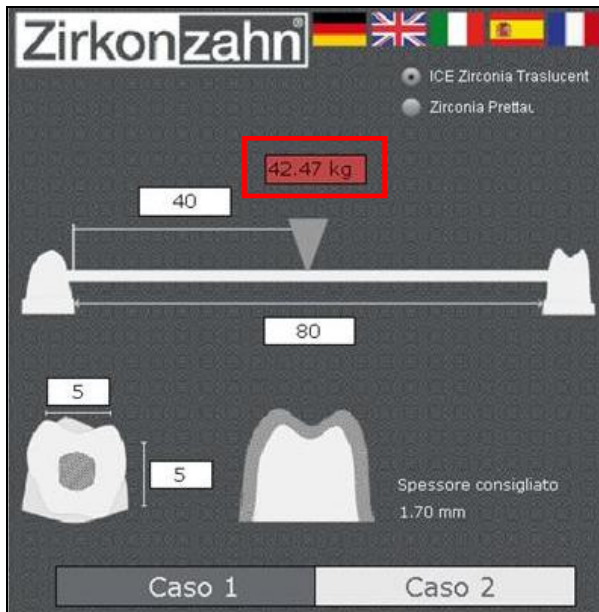 Zirkonzahn®
ICE Zirconia Traslucent
Zirconia Prettau
42.47 kg
40
80
5
5
Spessore consigliato
1.70 mm
Caso 1
Caso 2